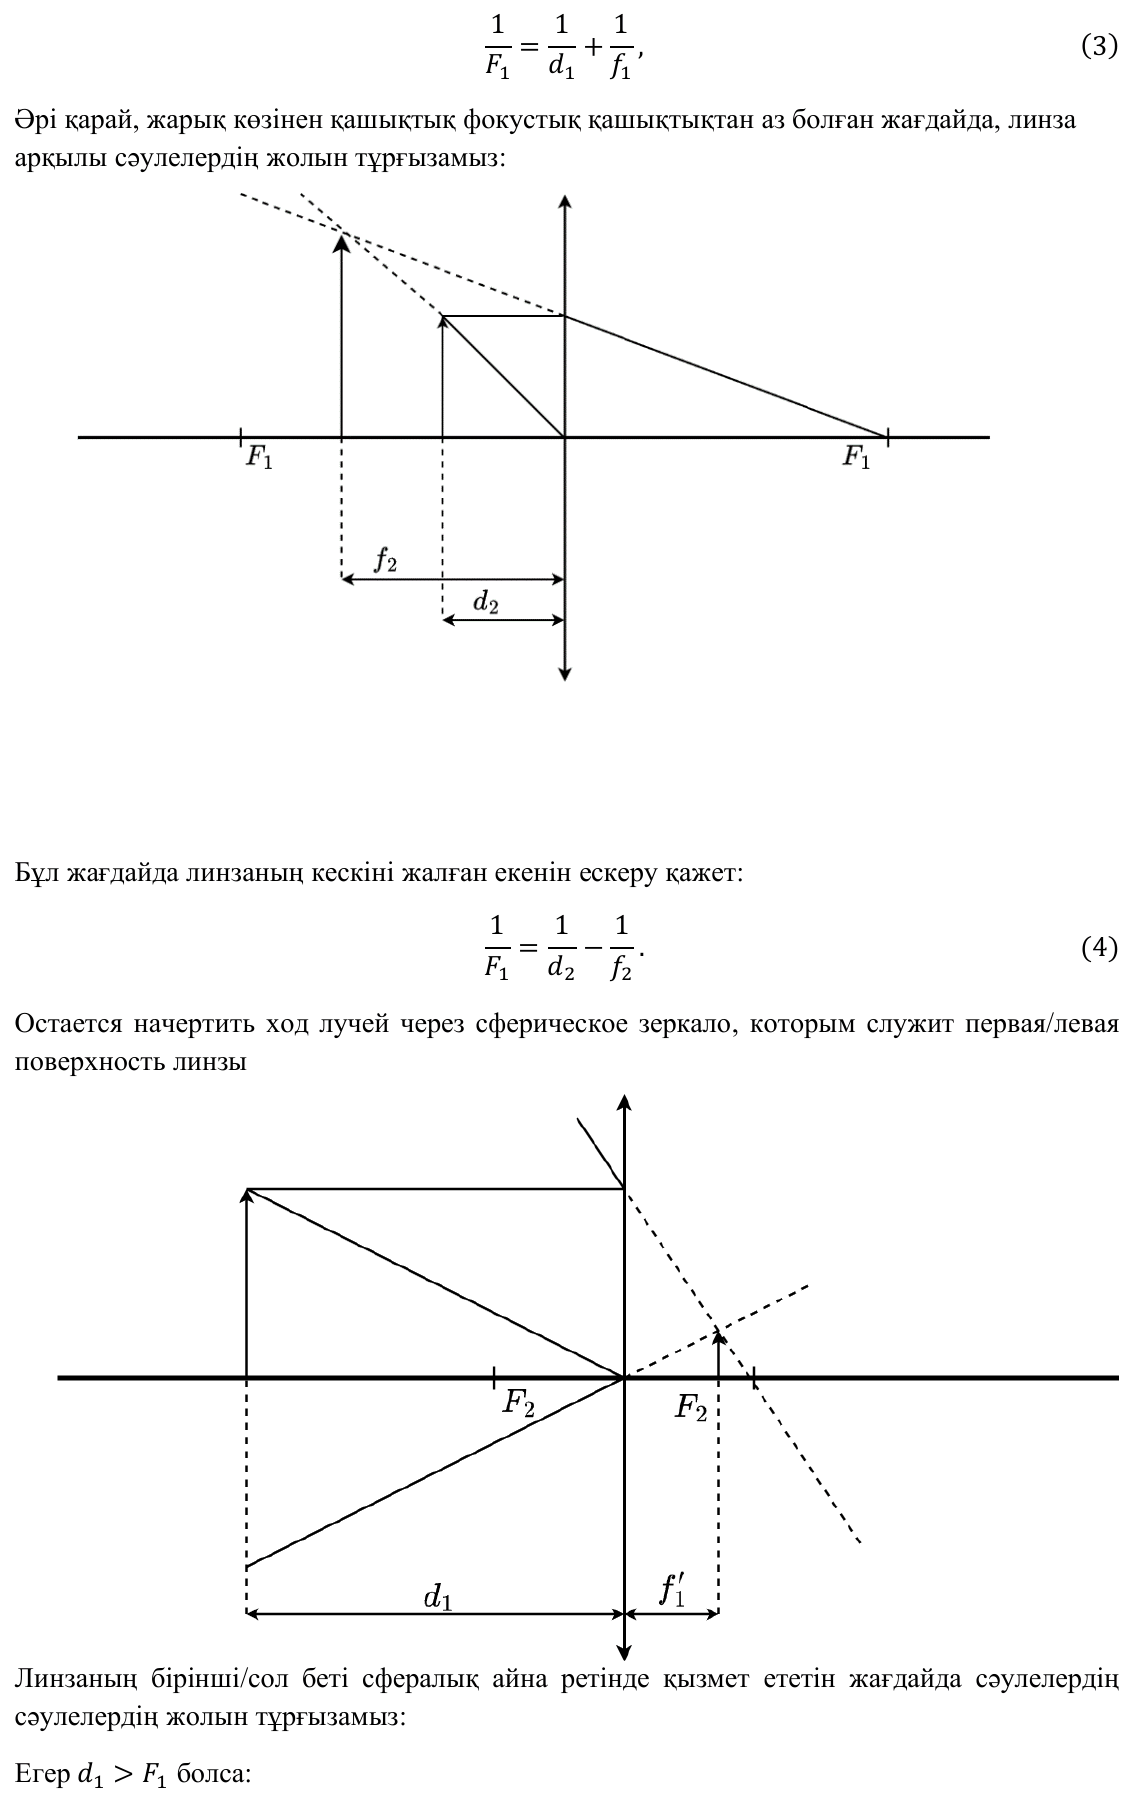 1/F₁ = 1/d₁ + 1/f₁, (3)
Әрі қарай, жарық көзінен қашықтық фокустық қашықтықтан аз болған жағдайда, линза
арқылы сәулелердің жолын тұрғызамыз:
F₁ F₁
f₂
d₂
Бұл жағдайда линзаның кескіні жалған екенін ескеру қажет:
1/F₁ = 1/d₂ − 1/f₂. (4)
Остается начертить ход лучей через сферическое зеркало, которым служит первая/левая
поверхность линзы
F₂ F₂
d₁ f₁′
Линзаның бірінші/сол беті сфералық айна ретінде қызмет ететін жағдайда сәулелердің
сәулелердің жолын тұрғызамыз:
Егер d₁ > F₁ болса: